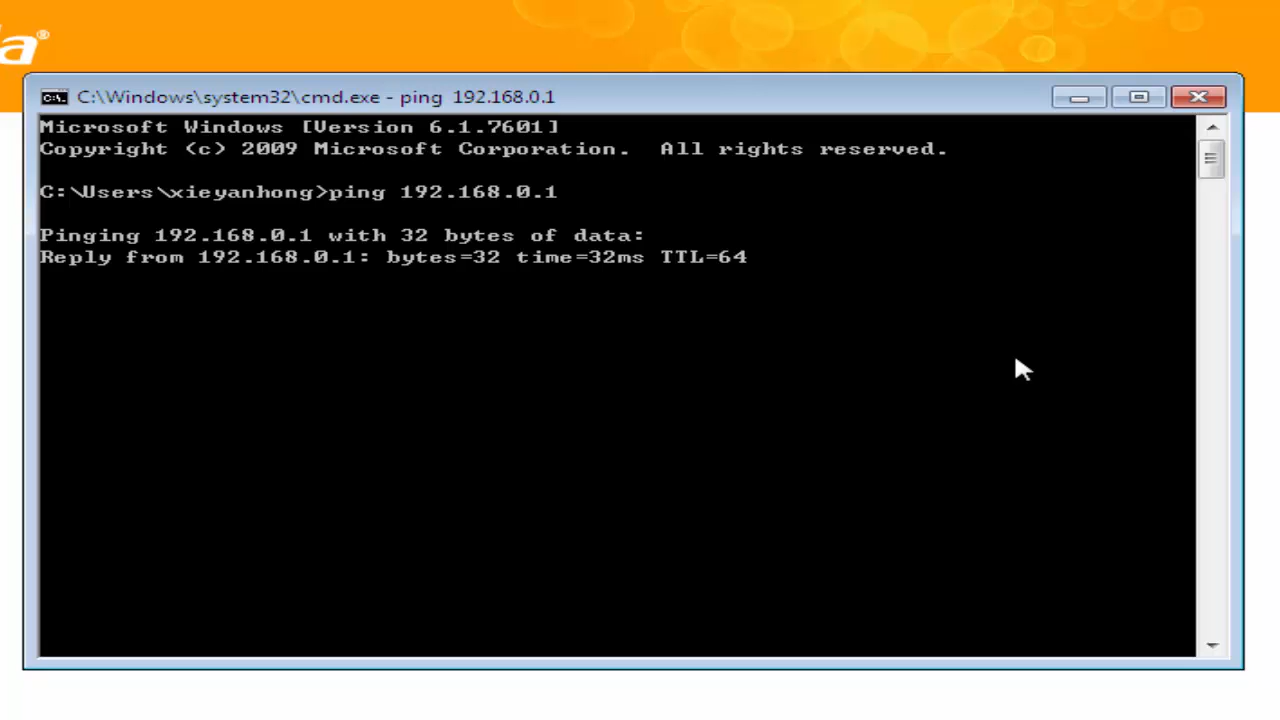 a®
C:\Windows\system32\cmd.exe - ping 192.168.0.1
Microsoft Windows [Version 6.1.7601]
Copyright (c) 2009 Microsoft Corporation. All rights reserved.
C:\Users\xieyanhong>ping 192.168.0.1
Pinging 192.168.0.1 with 32 bytes of data:
Reply from 192.168.0.1: bytes=32 time=32ms TTL=64